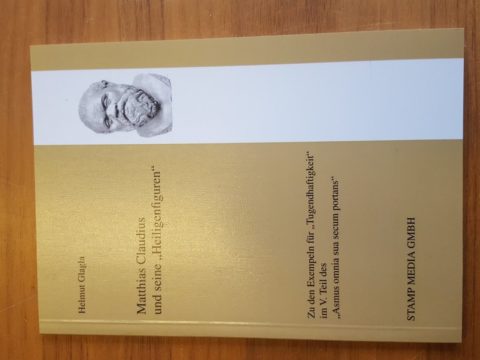 Helmut Glagla
Matthias Claudius
und seine „Heiligenfiguren“
Zu den Exempeln für „Tugendhaftigkeit“
im V. Teil des
„Asmus omnia sua secum portans“
STAMP MEDIA GMBH